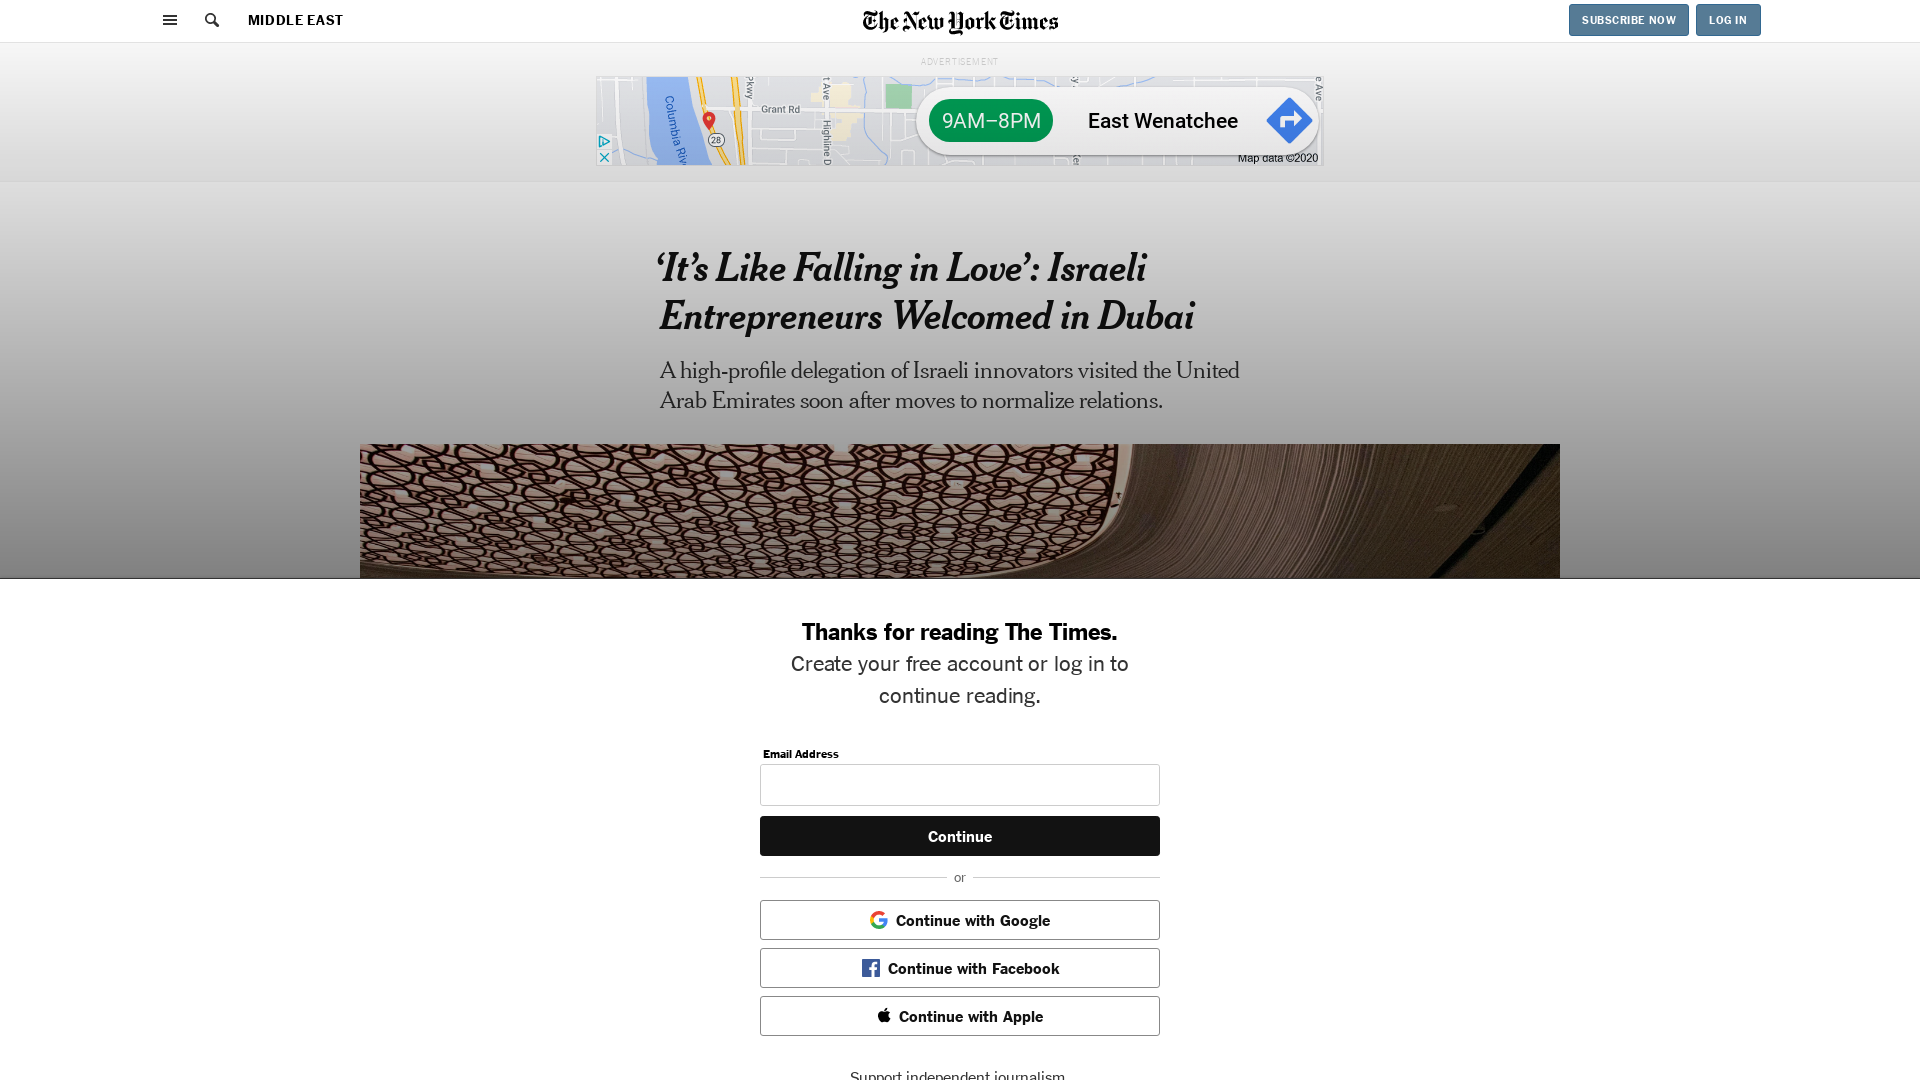 MIDDLE EAST
The New York Times
SUBSCRIBE NOW
LOG IN
ADVERTISEMENT
Pkwy
Grant Rd
Columbia Riv
28
Highline D
9AM–8PM
East Wenatchee
Map data ©2020
‘It’s Like Falling in Love’: Israeli
Entrepreneurs Welcomed in Dubai
A high-profile delegation of Israeli innovators visited the United
Arab Emirates soon after moves to normalize relations.
Thanks for reading The Times.
Create your free account or log in to
continue reading.
Email Address
Continue
or
Continue with Google
Continue with Facebook
Continue with Apple
Support independent journalism